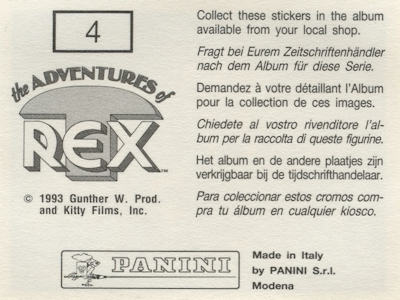 4
the ADVENTURES of
T
REX™
© 1993 Gunther W. Prod.
and Kitty Films, Inc.
Collect these stickers in the album
available from your local shop.
Fragt bei Eurem Zeitschriftenhändler
nach dem Album für diese Serie.
Demandez à votre détaillant l'Album
pour la collection de ces images.
Chiedete al vostro rivenditore l'al-
bum per la raccolta di queste figurine.
Het album en de andere plaatjes zijn
verkrijgbaar bij de tijdschrifthandelaar.
Para coleccionar estos cromos com-
pra tu álbum en cualquier kiosco.
PANINI
Made in Italy
by PANINI S.r.l.
Modena